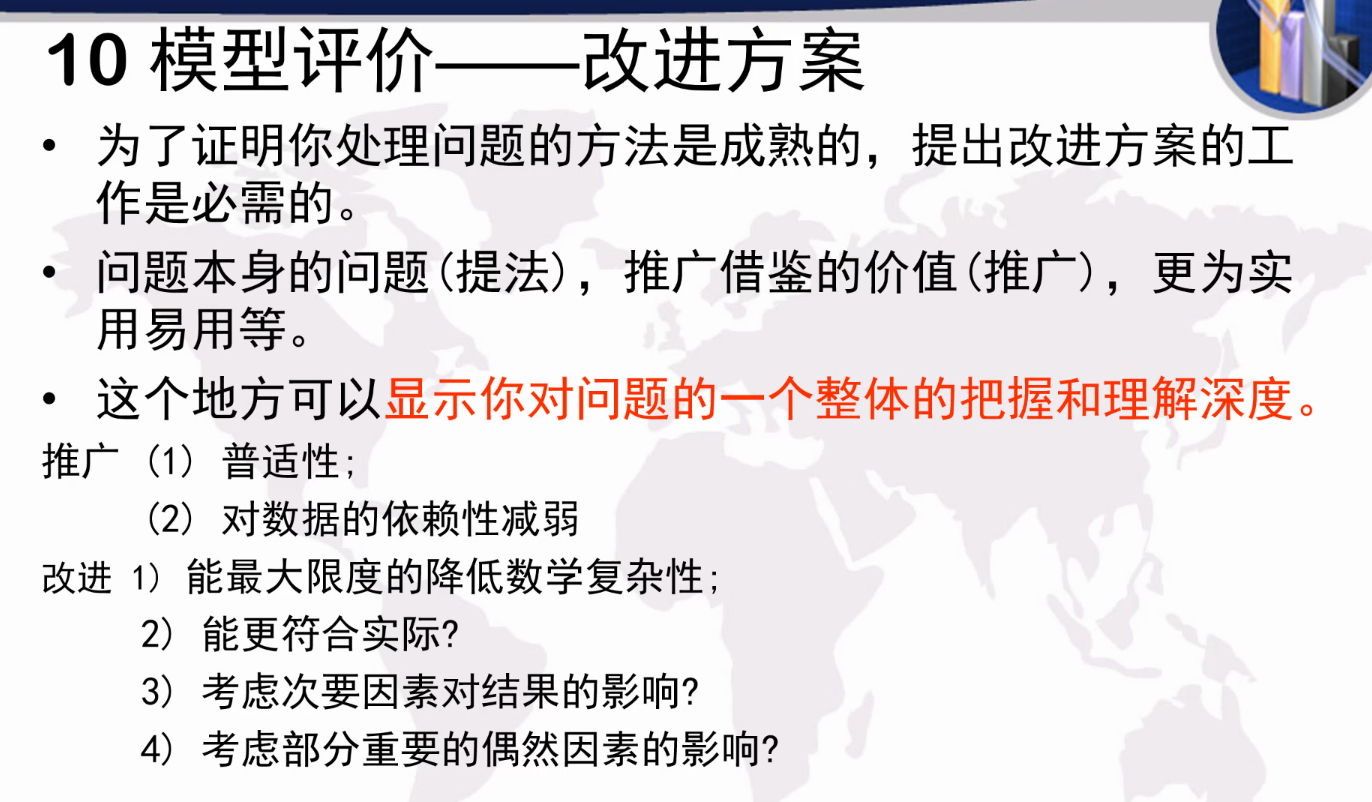 10 模型评价——改进方案
• 为了证明你处理问题的方法是成熟的，提出改进方案的工
作是必需的。
• 问题本身的问题(提法)，推广借鉴的价值(推广)，更为实
用易用等。
• 这个地方可以显示你对问题的一个整体的把握和理解深度。
推广 (1) 普适性;
(2) 对数据的依赖性减弱
改进 1) 能最大限度的降低数学复杂性;
2) 能更符合实际?
3) 考虑次要因素对结果的影响?
4) 考虑部分重要的偶然因素的影响?